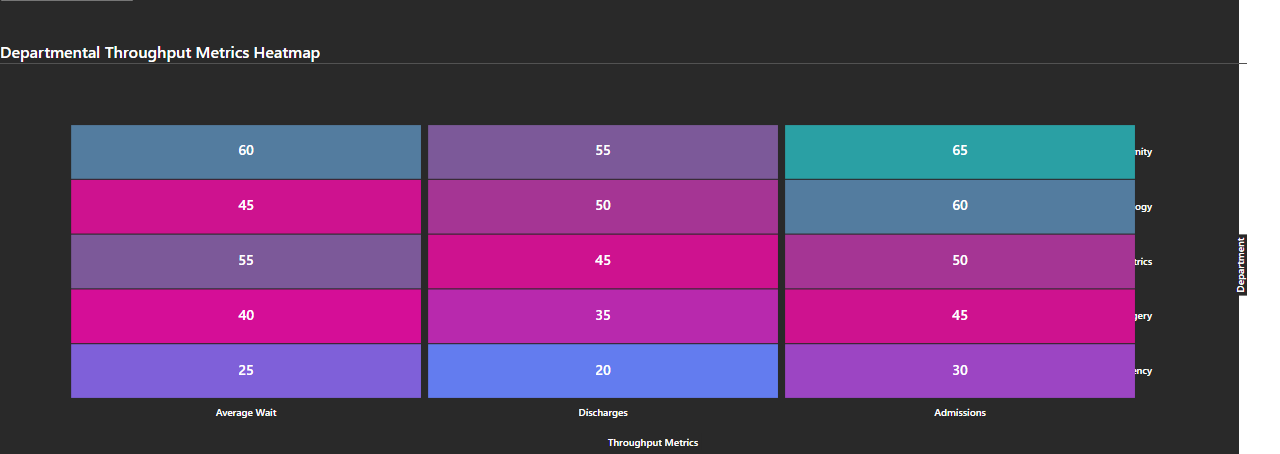 Departmental Throughput Metrics Heatmap
60 55 65 nity
45 50 60 ogy
55 45 50 trics
Department
40 35 45 gery
25 20 30 ency
Average Wait Discharges Admissions
Throughput Metrics